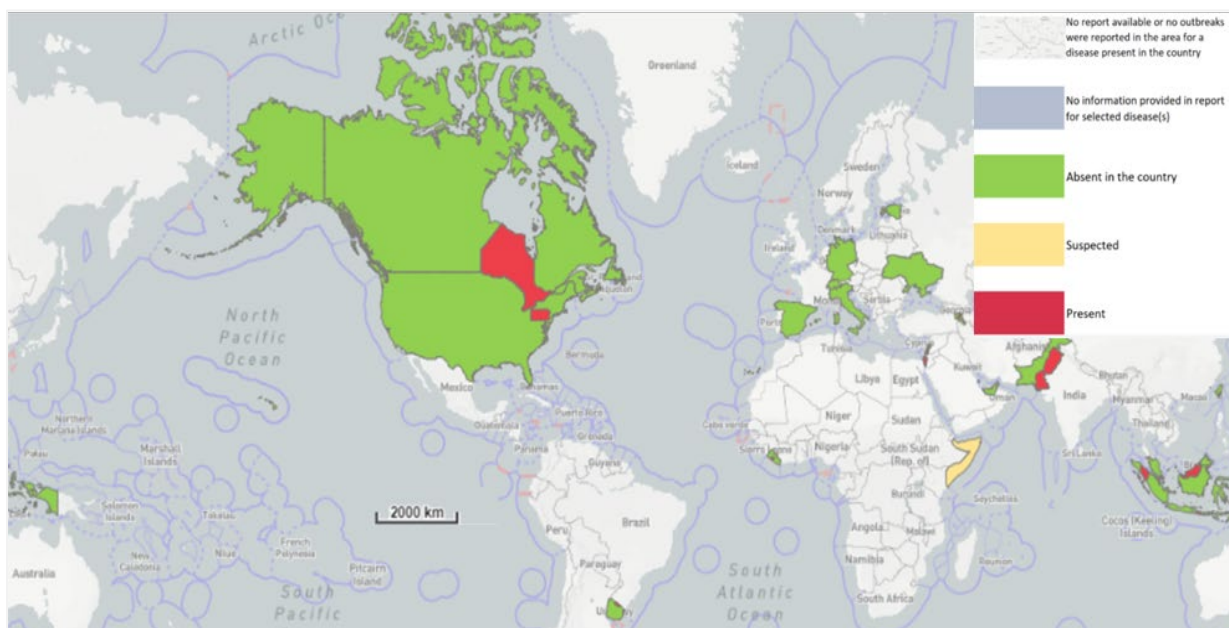 Arctic Oce
Greenland
Iceland
Sweden
Norway
Denmark
Lithuania
Ireland
Serbia
North
Pacific
Ocean
Mexico
Bermuda
Bahamas
Guatemala
Puerto Rico
Panama
Grenada
Guyana
Peru
Brazil
Paraguay
Tunisia
Libya
Egypt
Niger
Sudan
Cabo Verde
Sierra Leone
Nigeria
South Sudan
(Rep. of)
Burundi
Angola
Malawi
Namibia
South Africa
Seychelles
Reunion
Kuwait
Oman
Afghanist
India
Bhutan
Myanmar
Thailand
Macau
Sri Lanka
Cocos (Keeling)
Islands
Northern
Mariana Islands
Palau
Marshall
Islands
Solomon
Islands
Tokelau
New
Caledonia
Niue
French
Polynesia
Pitcairn
Island
Australia
South
Pacific
South
Atlantic
Ocean
2000 km
No report available or no outbreaks
were reported in the area for a
disease present in the country
No information provided in report
for selected disease(s)
Absent in the country
Suspected
Present